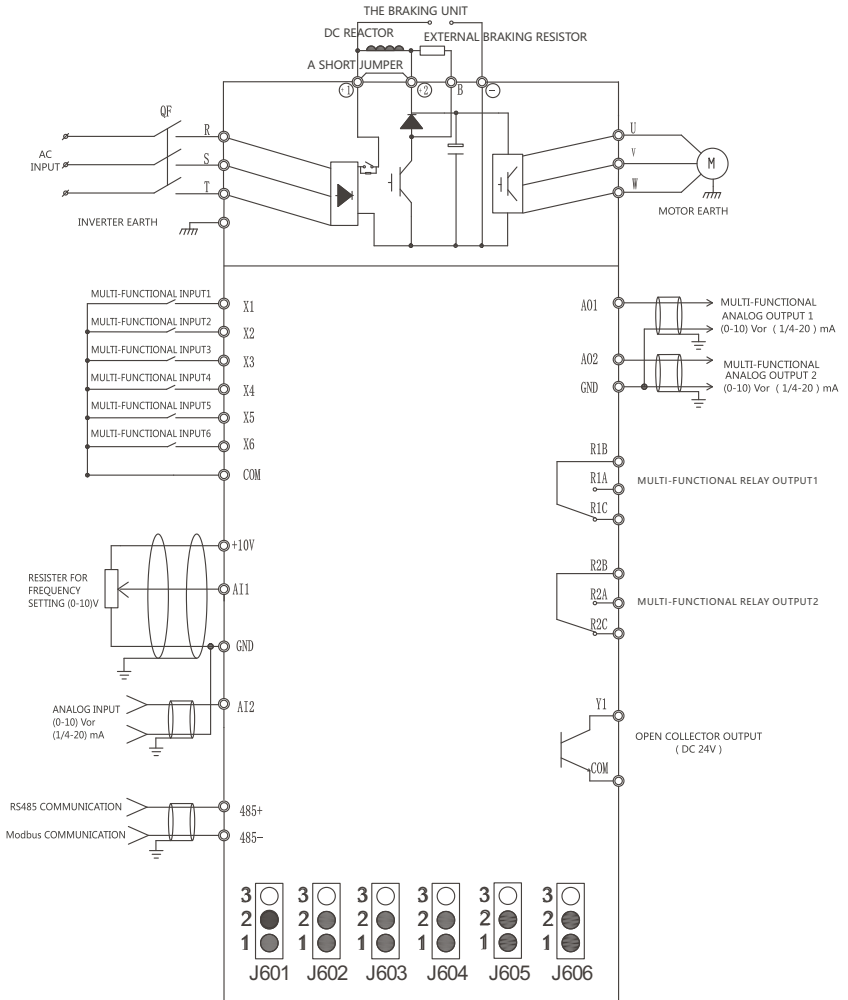 THE BRAKING UNIT
DC REACTOR
EXTERNAL BRAKING RESISTOR
A SHORT JUMPER
+1
+2
B
−
QF
R
S
T
AC
INPUT
INVERTER EARTH
U
V
W
M
MOTOR EARTH
MULTI-FUNCTIONAL INPUT1
X1
MULTI-FUNCTIONAL INPUT2
X2
MULTI-FUNCTIONAL INPUT3
X3
MULTI-FUNCTIONAL INPUT4
X4
MULTI-FUNCTIONAL INPUT5
X5
MULTI-FUNCTIONAL INPUT6
X6
COM
AO1
MULTI-FUNCTIONAL
ANALOG OUTPUT 1
(0-10) Vor ( 1/4-20 ) mA
AO2
GND
MULTI-FUNCTIONAL
ANALOG OUTPUT 2
(0-10) Vor ( 1/4-20 ) mA
R1B
R1A
R1C
MULTI-FUNCTIONAL RELAY OUTPUT1
+10V
AI1
GND
RESISTER FOR
FREQUENCY
SETTING (0-10)V
R2B
R2A
R2C
MULTI-FUNCTIONAL RELAY OUTPUT2
AI2
ANALOG INPUT
(0-10) Vor
(1/4-20) mA
Y1
COM
OPEN COLLECTOR OUTPUT
( DC 24V )
RS485 COMMUNICATION
485+
Modbus COMMUNICATION
485-
3 3 3 3 3 3
2 2 2 2 2 2
1 1 1 1 1 1
J601 J602 J603 J604 J605 J606